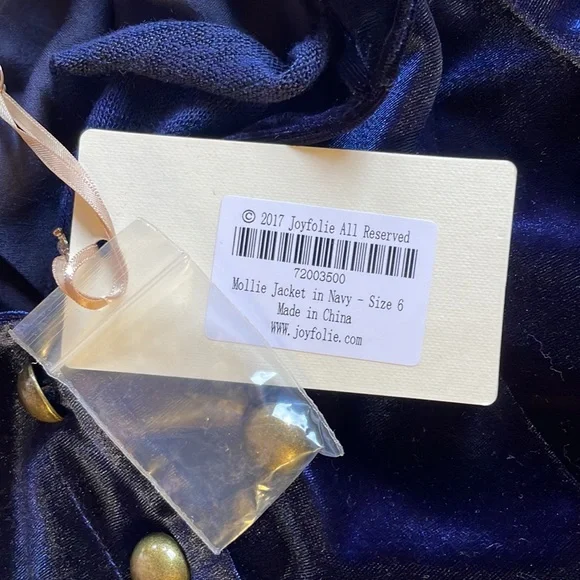 © 2017 Joyfolie All Reserved
72003500
Mollie Jacket in Navy - Size 6
Made in China
WWW.joyfolie.com